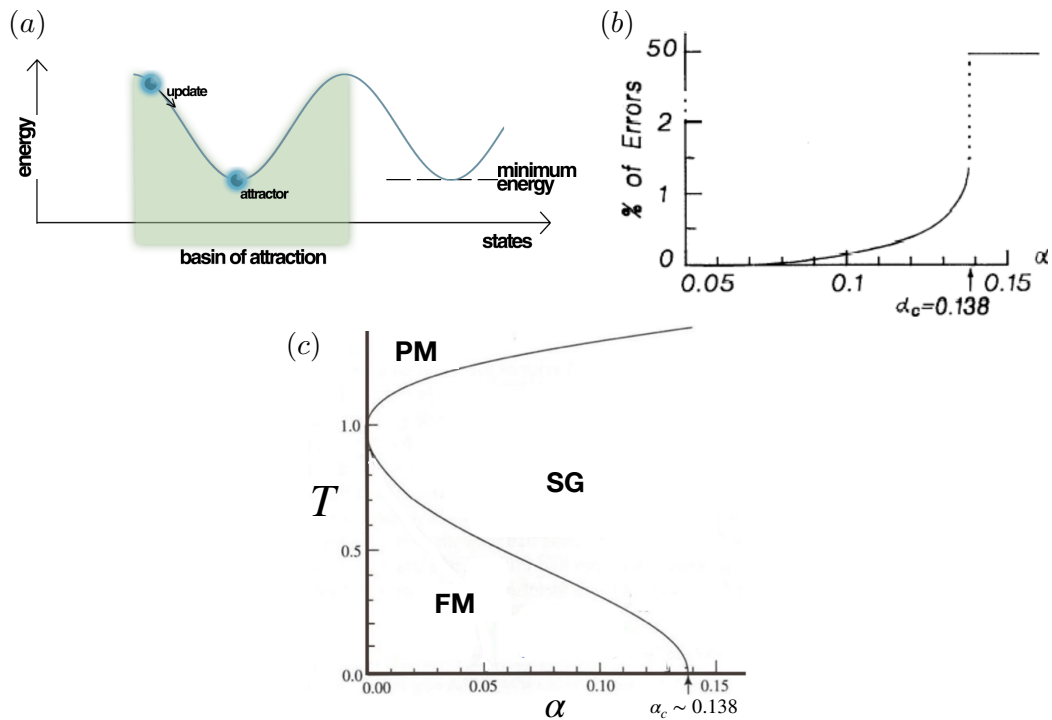 (a)
energy
update
attractor
minimum
energy
states
basin of attraction
(b)
% of Errors
50
2
1
0
0.05
0.1
0.15
α
αc=0.138
(c)
PM
SG
FM
T
1.0
0.5
0.0
0.00
0.05
0.10
0.15
α
αc ∼ 0.138